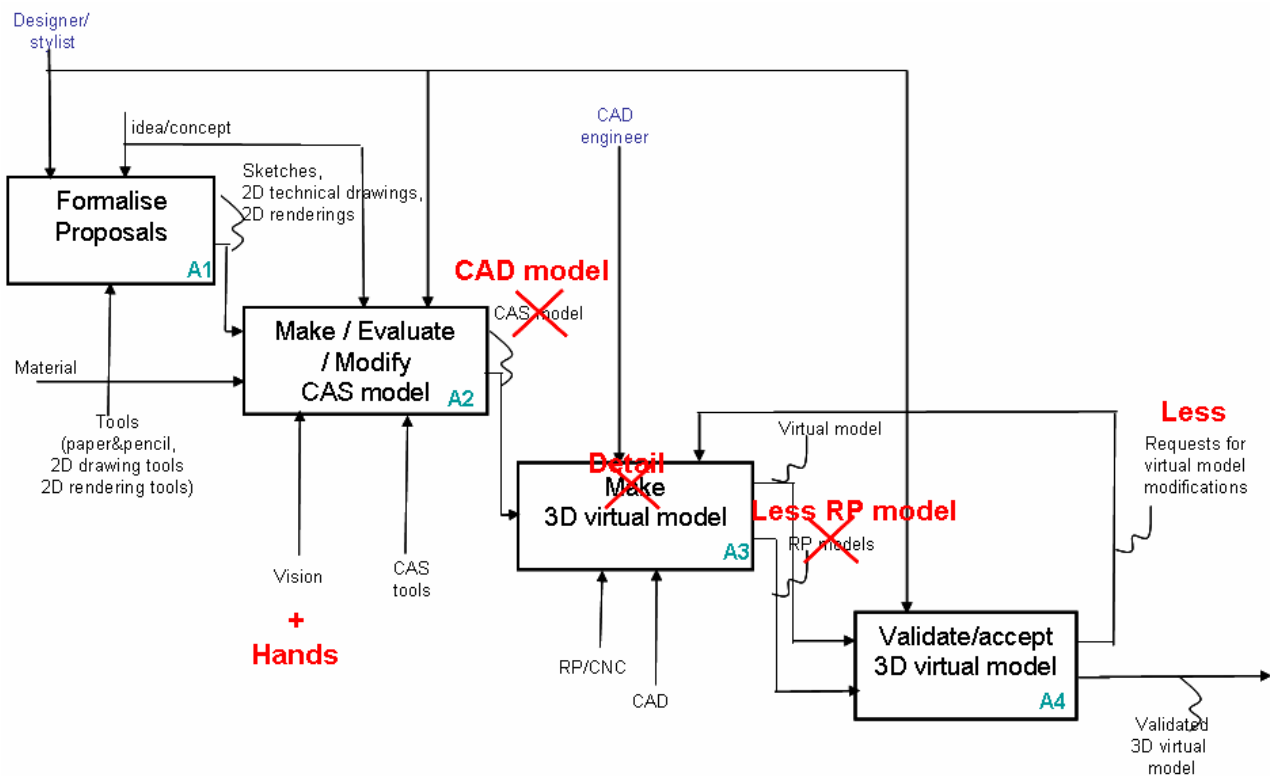 Designer/
stylist
idea/concept
CAD
engineer
Sketches,
2D technical drawings,
2D renderings
Formalise
Proposals
A1
CAD model
CAS model
Make / Evaluate
/ Modify
CAS model
A2
Material
Tools
(paper&pencil,
2D drawing tools
2D rendering tools)
Vision
+
Hands
CAS
tools
Virtual model
Less
Requests for
virtual model
modifications
Detail
Make
3D virtual model
A3
Less RP model
RP models
RP/CNC
CAD
Validate/accept
3D virtual model
A4
Validated
3D virtual
model